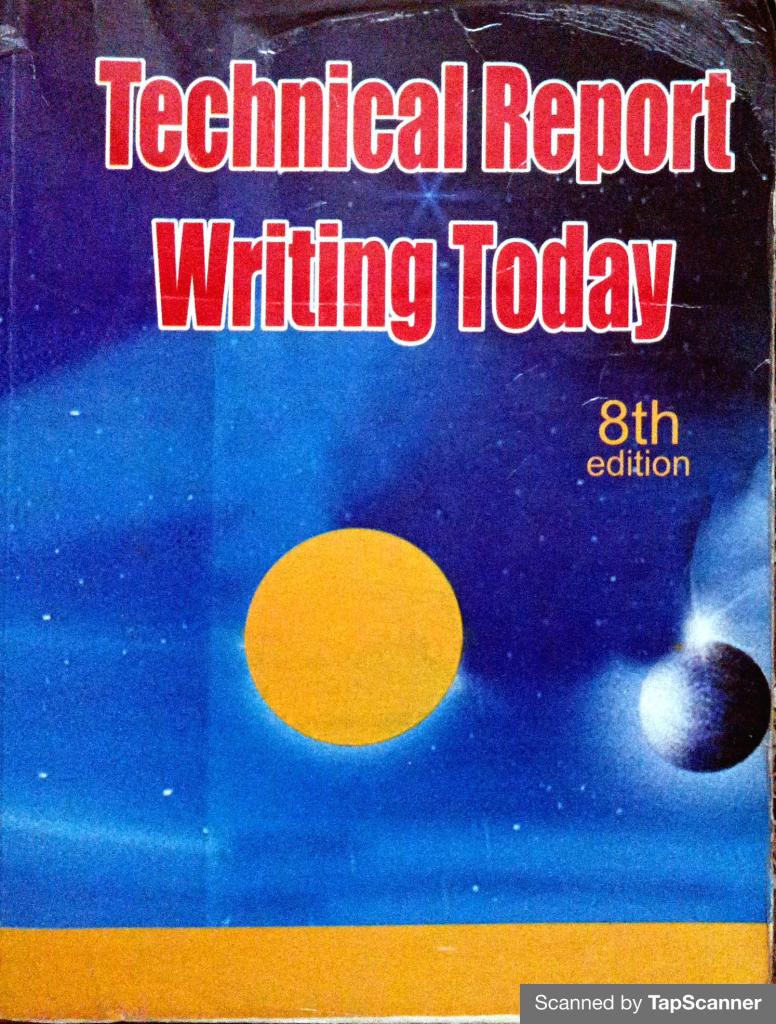 Technical Report
Writing Today
8th
edition
Scanned by TapScanner